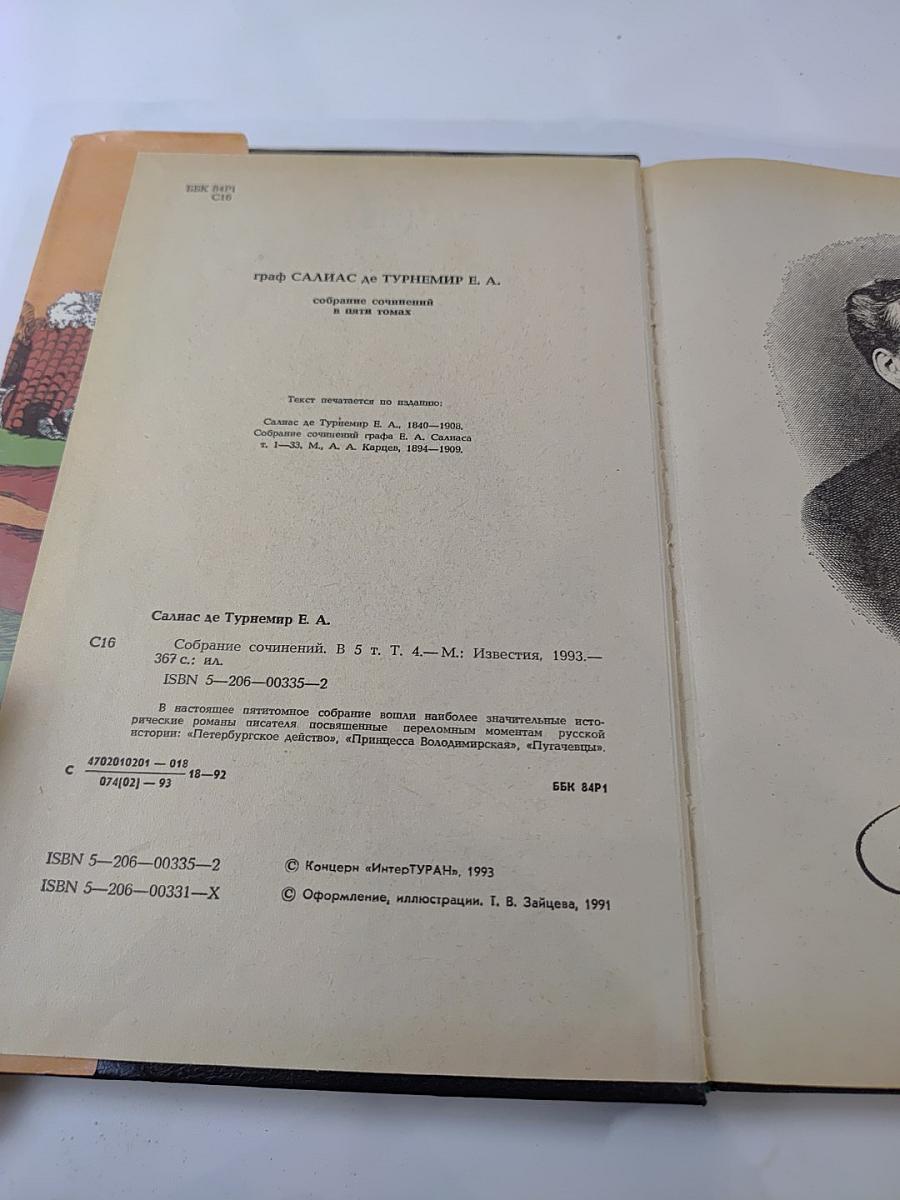 ББК 84Р1
С16
граф САЛИАС де ТУРНЕМИР Е. А.
собрание сочинений
в пяти томах
Текст печатается по изданию:
Салиас де Турнемир Е. А., 1840—1908.
Собрание сочинений графа Е. А. Салиаса
т. 1—33. М., А. А. Карцев, 1894—1909.
Салиас де Турнемир Е. А.
С16 Собрание сочинений. В 5 т. Т. 4.— М.: Известия, 1993.—
367 с.: ил.
ISBN 5—206—00335—2
В настоящее пятитомное собрание вошли наиболее значительные исто-
рические романы писателя посвященные переломным моментам русской
истории: «Петербургское действо», «Принцесса Володимирская», «Пугачевцы».
С 4702010201 — 018 18—92
074(02) — 93
ББК 84Р1
ISBN 5—206—00335—2 © Концерн «ИнтерТУРАН», 1993
ISBN 5—206—00331—X © Оформление, иллюстрации. Т. В. Зайцева, 1991